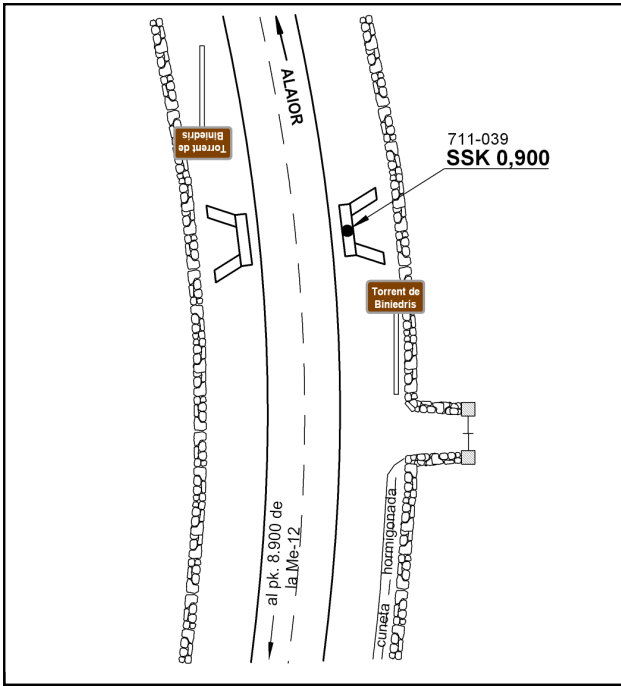 ALAIOR
Torrent de
Biniedris
711-039
SSK 0,900
Torrent de
Biniedris
al pk. 8.900 de
la Me-12
cuneta hormigonada